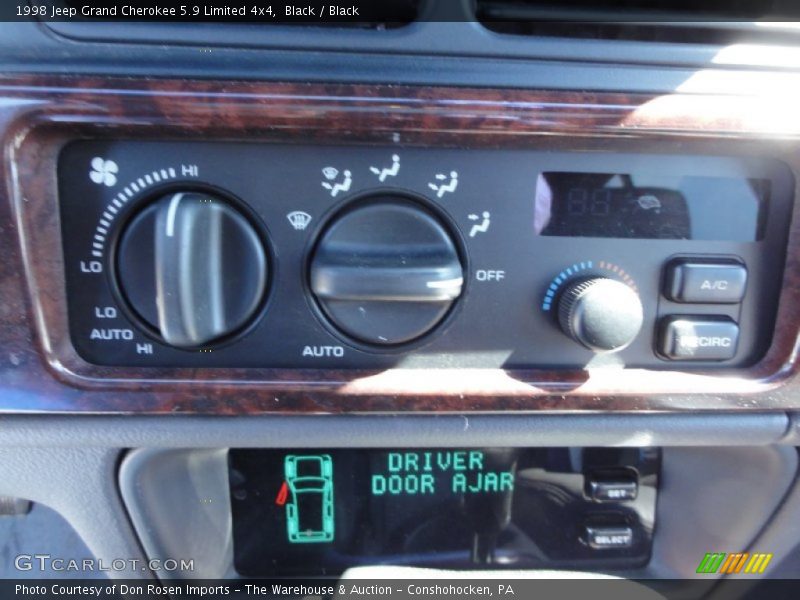 1998 Jeep Grand Cherokee 5.9 Limited 4x4,  Black / Black
HI
LO
LO
AUTO
HI
OFF
AUTO
A/C
RECIRC
DRIVER
DOOR AJAR
SET
SELECT
GTCARLOT.COM
Photo Courtesy of Don Rosen Imports – The Warehouse & Auction – Conshohocken, PA